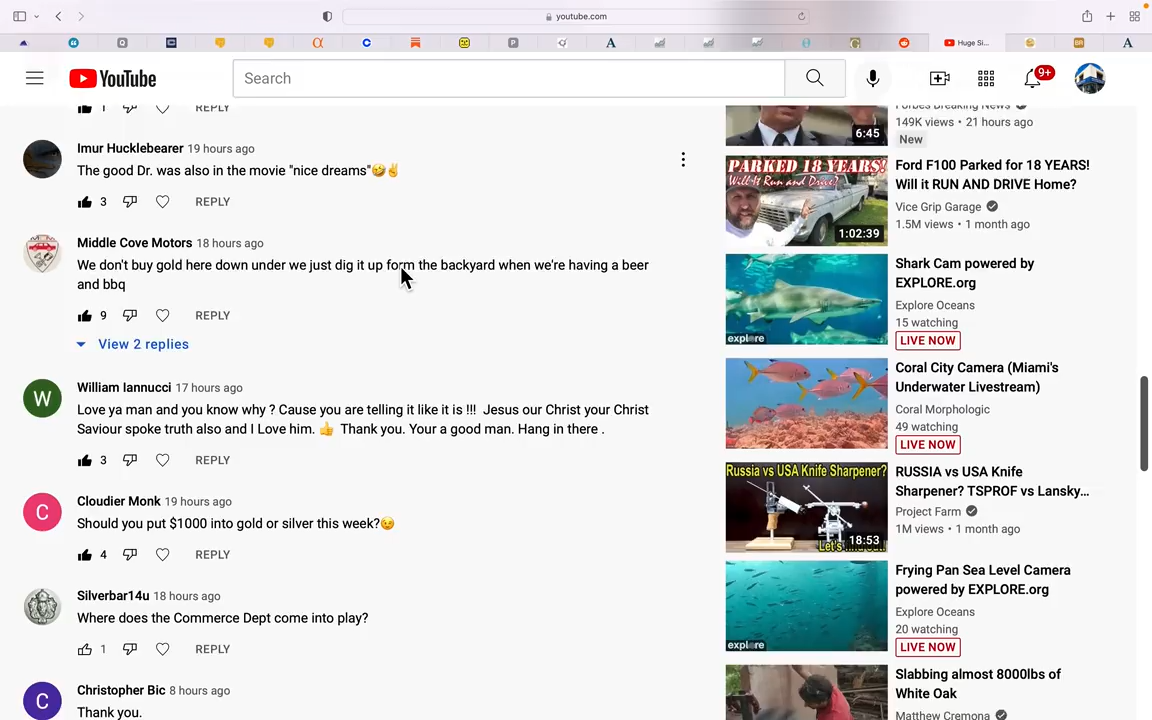 youtube.com
Huge Si...
YouTube
Search
9+
1
REPLY
Imur Hucklebearer 19 hours ago
The good Dr. was also in the movie "nice dreams"🤣✌
3 REPLY
Middle Cove Motors 18 hours ago
We don't buy gold here down under we just dig it up form the backyard when we're having a beer
and bbq
9 REPLY
View 2 replies
W
William Iannucci 17 hours ago
Love ya man and you know why ? Cause you are telling it like it is !!! Jesus our Christ your Christ
Saviour spoke truth also and I Love him. 👍 Thank you. Your a good man. Hang in there .
3 REPLY
C
Cloudier Monk 19 hours ago
Should you put $1000 into gold or silver this week?😉
4 REPLY
Silverbar14u 18 hours ago
Where does the Commerce Dept come into play?
1 REPLY
C
Christopher Bic 8 hours ago
Thank you.
6:45
Forbes Breaking News
149K views • 21 hours ago
New
PARKED 18 YEARS!
Will it Run and Drive?
1:02:39
Ford F100 Parked for 18 YEARS!
Will it RUN AND DRIVE Home?
Vice Grip Garage
1.5M views • 1 month ago
explore
Shark Cam powered by
EXPLORE.org
Explore Oceans
15 watching
LIVE NOW
Coral City Camera (Miami's
Underwater Livestream)
Coral Morphologic
49 watching
LIVE NOW
Russia vs USA Knife Sharpener?
Let's
18:53
RUSSIA vs USA Knife
Sharpener? TSPROF vs Lansky...
Project Farm
1M views • 1 month ago
explore
Frying Pan Sea Level Camera
powered by EXPLORE.org
Explore Oceans
20 watching
LIVE NOW
Slabbing almost 8000lbs of
White Oak
Matthew Cremona